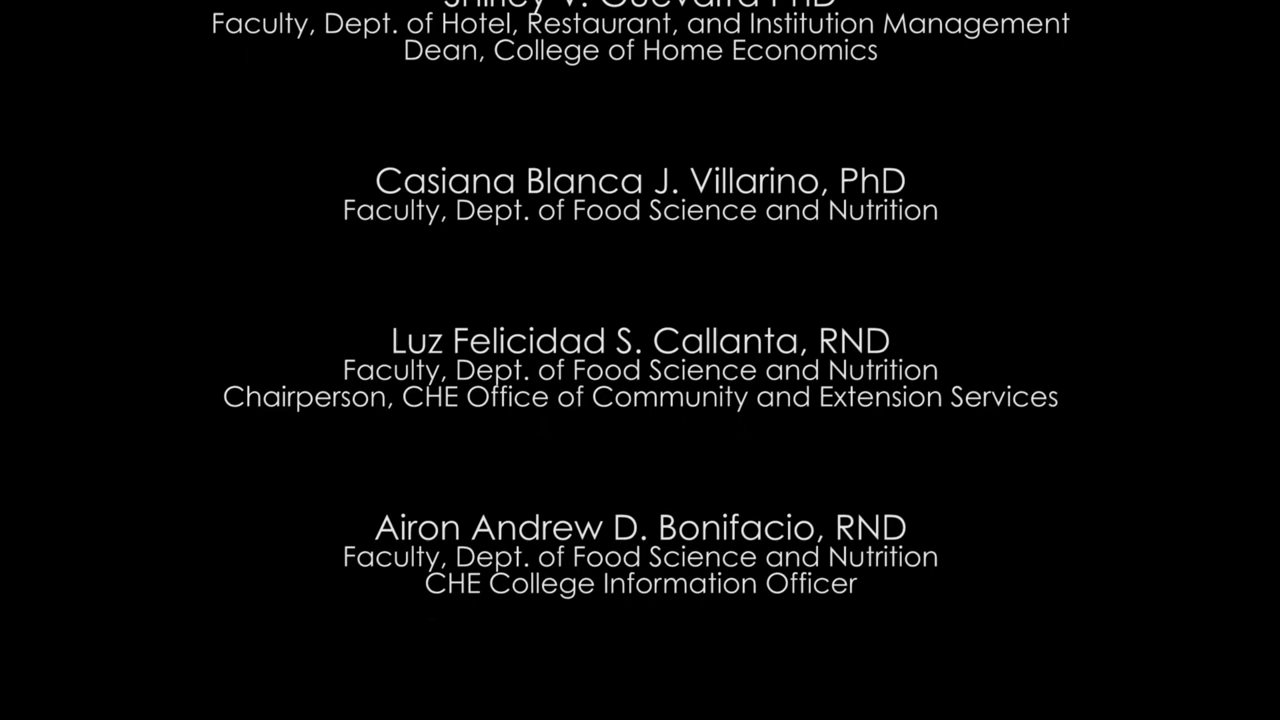 Shirley V. Guevarra PhD
Faculty, Dept. of Hotel, Restaurant, and Institution Management
Dean, College of Home Economics
Casiana Blanca J. Villarino, PhD
Faculty, Dept. of Food Science and Nutrition
Luz Felicidad S. Callanta, RND
Faculty, Dept. of Food Science and Nutrition
Chairperson, CHE Office of Community and Extension Services
Airon Andrew D. Bonifacio, RND
Faculty, Dept. of Food Science and Nutrition
CHE College Information Officer